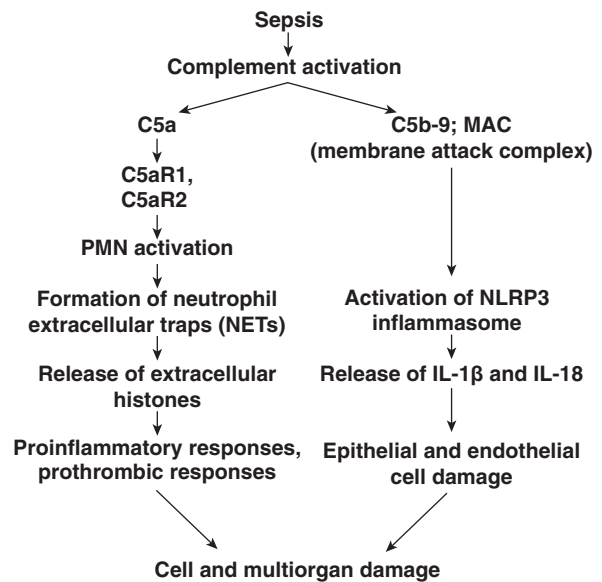 Sepsis
Complement activation
C5a
C5aR1,
C5aR2
PMN activation
Formation of neutrophil
extracellular traps (NETs)
Release of extracellular
histones
Proinflammatory responses,
prothrombic responses
C5b-9; MAC
(membrane attack complex)
Activation of NLRP3
inflammasome
Release of IL-1β and IL-18
Epithelial and endothelial
cell damage
Cell and multiorgan damage